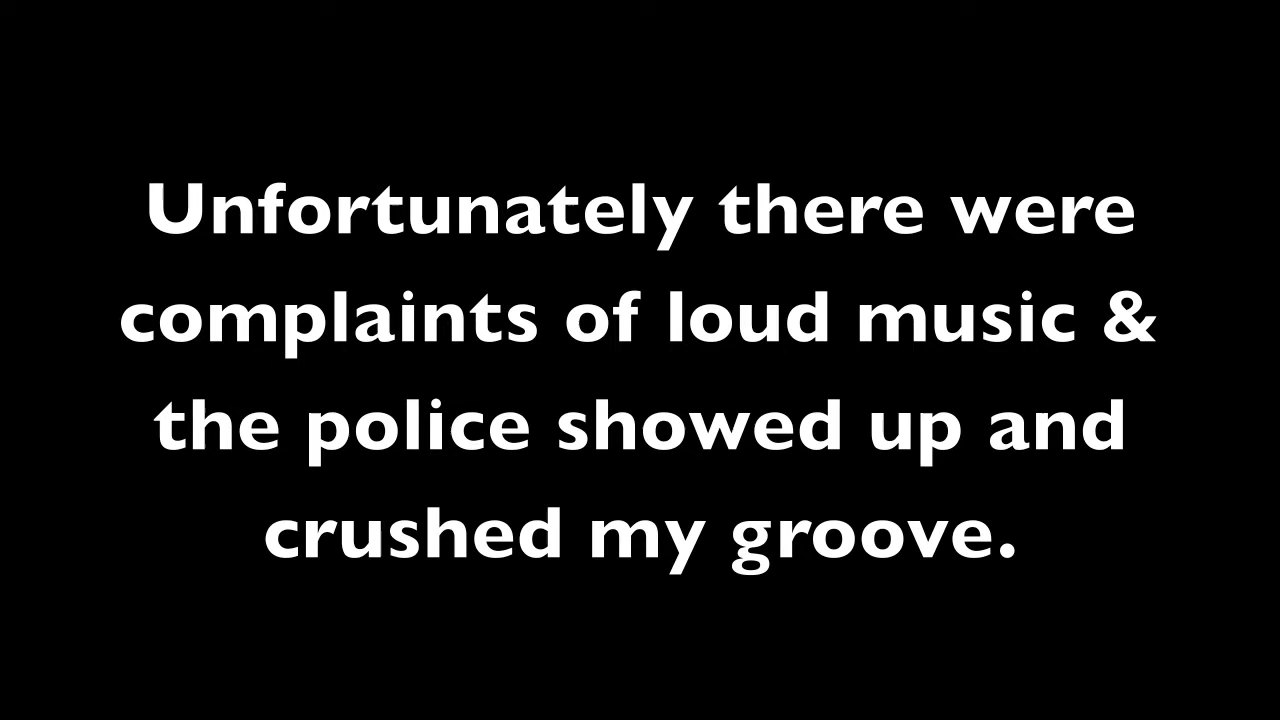 Unfortunately there were
complaints of loud music &
the police showed up and
crushed my groove.